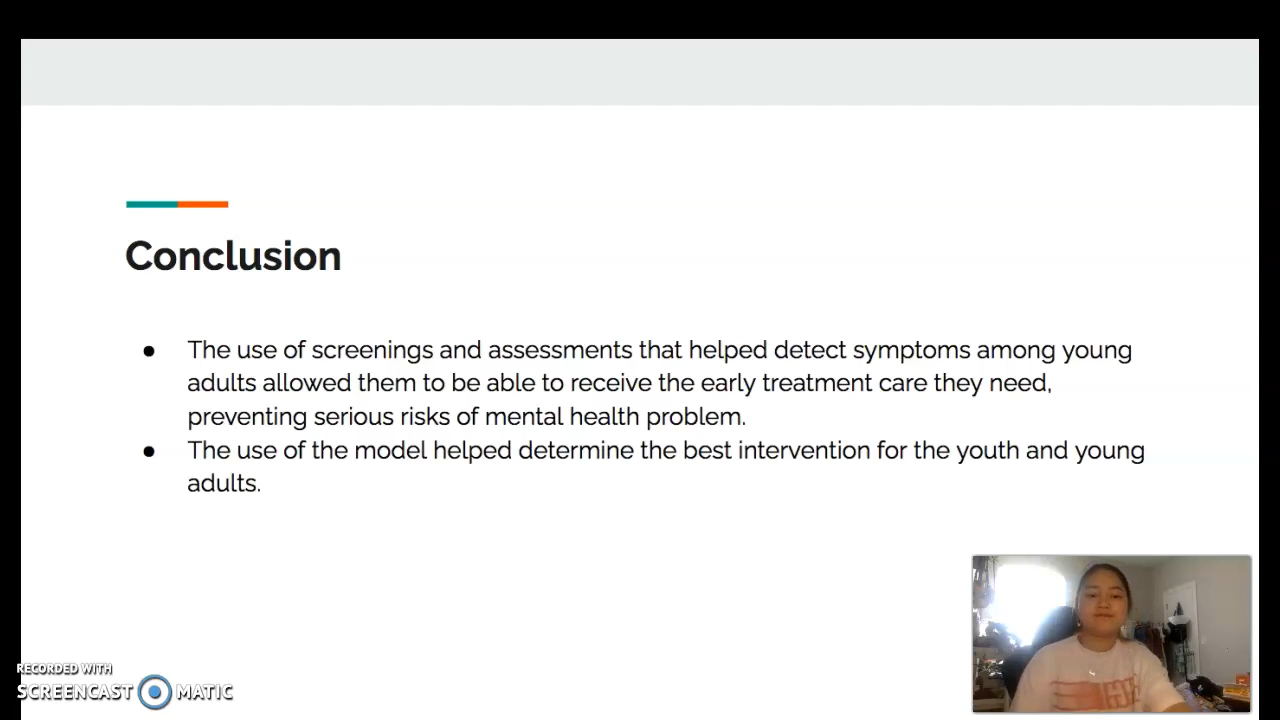 Conclusion
● The use of screenings and assessments that helped detect symptoms among young
adults allowed them to be able to receive the early treatment care they need,
preventing serious risks of mental health problem.
● The use of the model helped determine the best intervention for the youth and young
adults.
RECORDED WITH
SCREENCAST MATIC